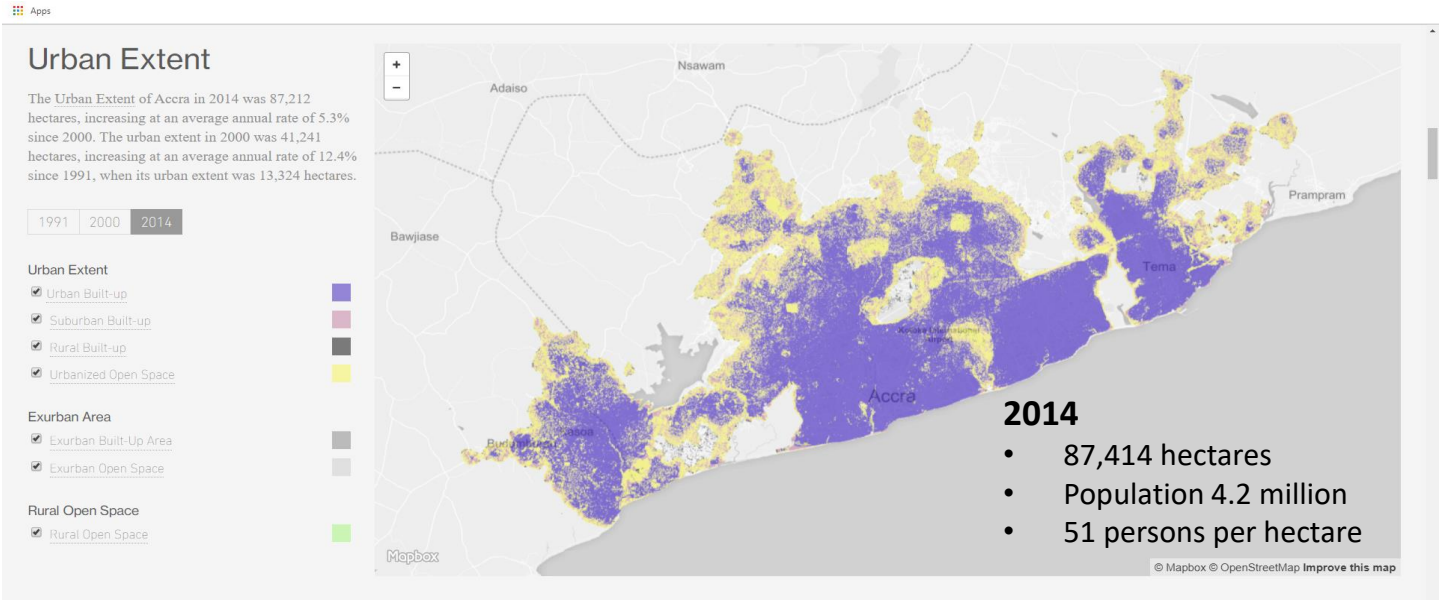 Apps
Urban Extent
The Urban Extent of Accra in 2014 was 87,212
hectares, increasing at an average annual rate of 5.3%
since 2000. The urban extent in 2000 was 41,241
hectares, increasing at an average annual rate of 12.4%
since 1991, when its urban extent was 13,324 hectares.
1991 2000 2014
Urban Extent
Urban Built-up
Suburban Built-up
Rural Built-up
Urbanized Open Space
Exurban Area
Exurban Built-Up Area
Exurban Open Space
Rural Open Space
Rural Open Space
+
−
Nsawam
Adaiso
Bawjiase
Prampram
Tema
Accra
2014
• 87,414 hectares
• Population 4.2 million
• 51 persons per hectare
Mapbox
© Mapbox © OpenStreetMap Improve this map